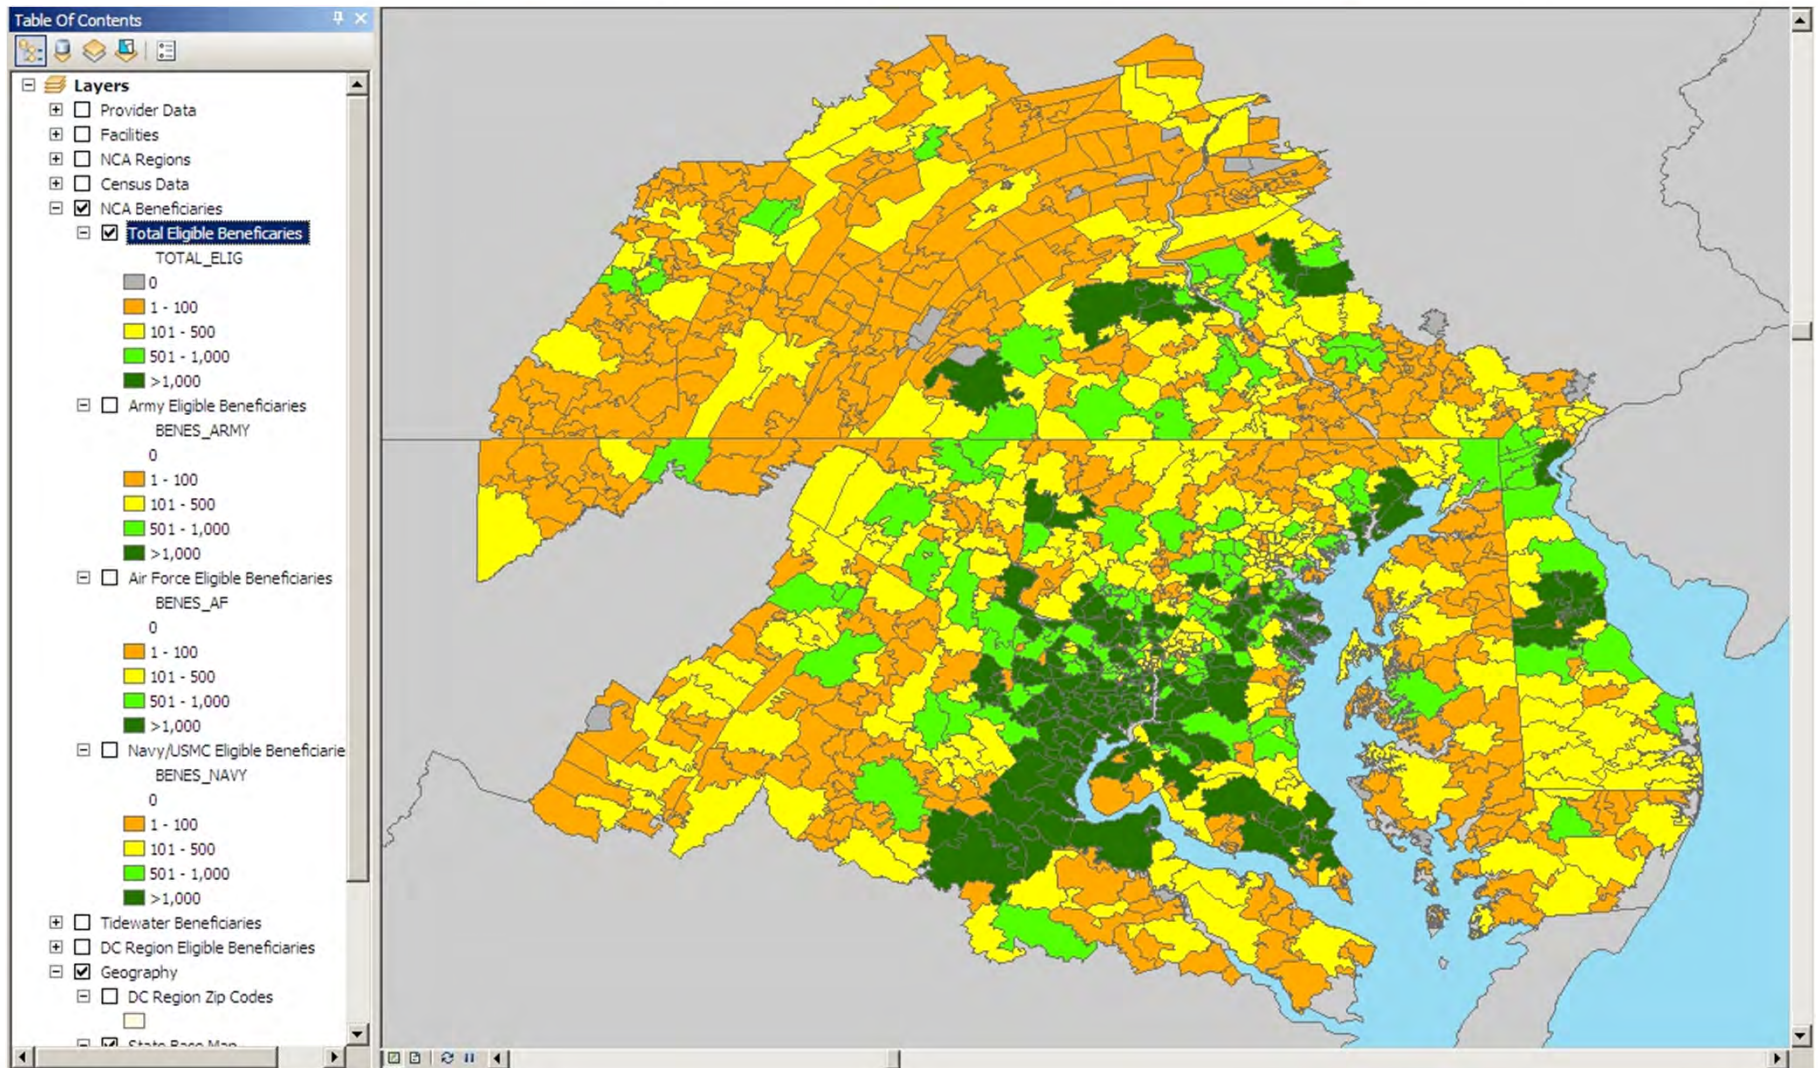 Table Of Contents
Layers
Provider Data
Facilities
NCA Regions
Census Data
NCA Beneficiaries
Total Eligible Beneficaries
TOTAL_ELIG
0
1 - 100
101 - 500
501 - 1,000
>1,000
Army Eligible Beneficiaries
BENES_ARMY
0
1 - 100
101 - 500
501 - 1,000
>1,000
Air Force Eligible Beneficiaries
BENES_AF
0
1 - 100
101 - 500
501 - 1,000
>1,000
Navy/USMC Eligible Beneficiarie
BENES_NAVY
0
1 - 100
101 - 500
501 - 1,000
>1,000
Tidewater Beneficiaries
DC Region Eligible Beneficiaries
Geography
DC Region Zip Codes
State Base Map